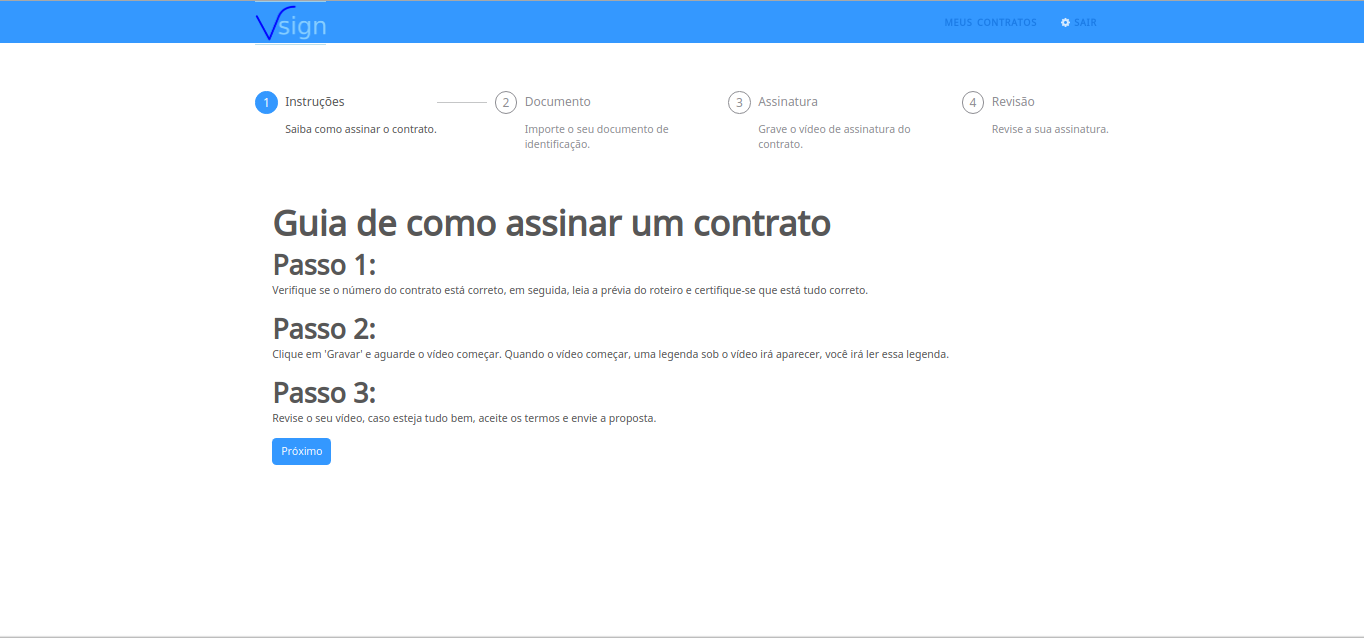 Vsign
MEUS CONTRATOS
SAIR
1 Instruções
Saiba como assinar o contrato.
2 Documento
Importe o seu documento de
identificação.
3 Assinatura
Grave o vídeo de assinatura do
contrato.
4 Revisão
Revise a sua assinatura.
Guia de como assinar um contrato
Passo 1:
Verifique se o número do contrato está correto, em seguida, leia a prévia do roteiro e certifique-se que está tudo correto.
Passo 2:
Clique em 'Gravar' e aguarde o vídeo começar. Quando o vídeo começar, uma legenda sob o vídeo irá aparecer, você irá ler essa legenda.
Passo 3:
Revise o seu vídeo, caso esteja tudo bem, aceite os termos e envie a proposta.
Próximo